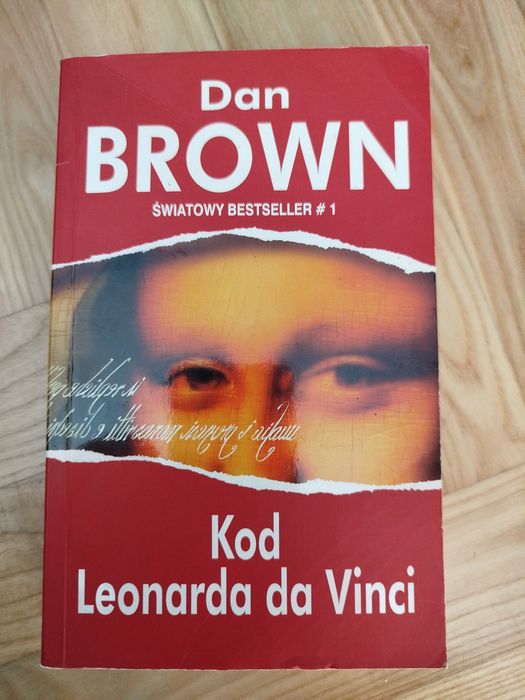 Dan
BROWN
ŚWIATOWY BESTSELLER # 1
Kod
Leonarda da Vinci